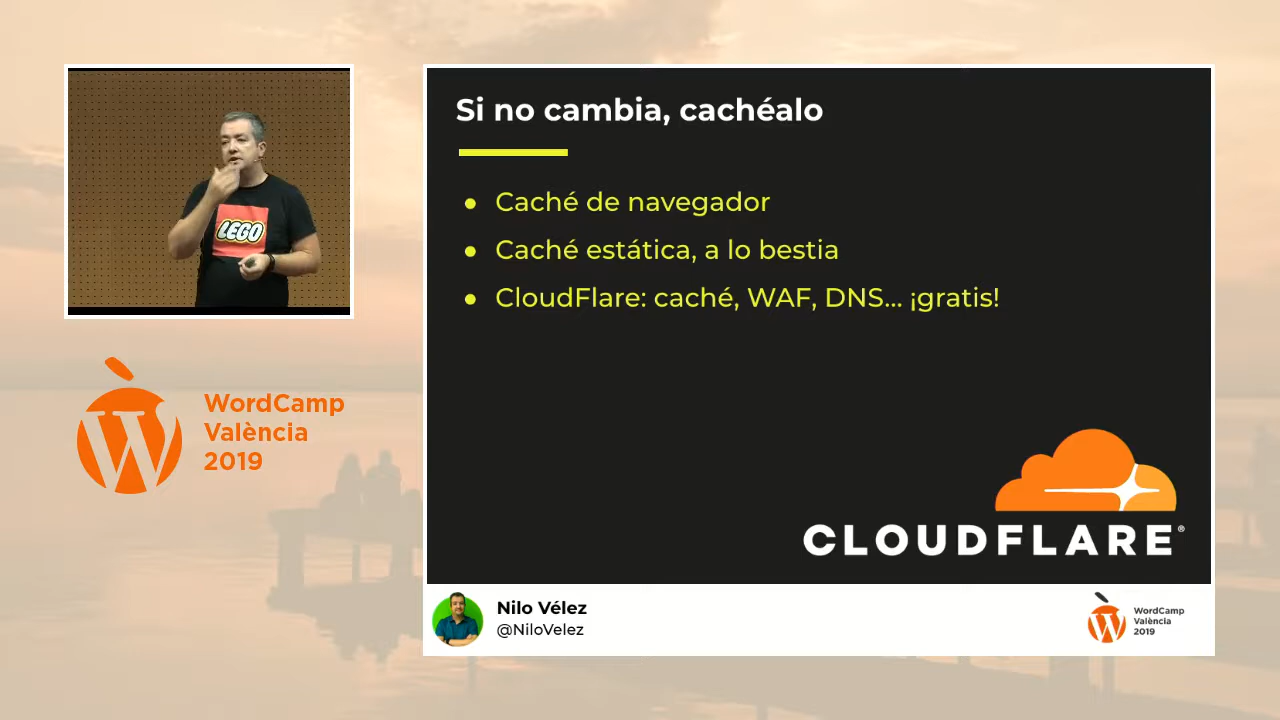 LEGO
WordCamp
València
2019
Si no cambia, cachéalo
Caché de navegador
Caché estática, a lo bestia
CloudFlare: caché, WAF, DNS... ¡gratis!
CLOUDFLARE®
Nilo Vélez
@NiloVelez
WordCamp
València
2019